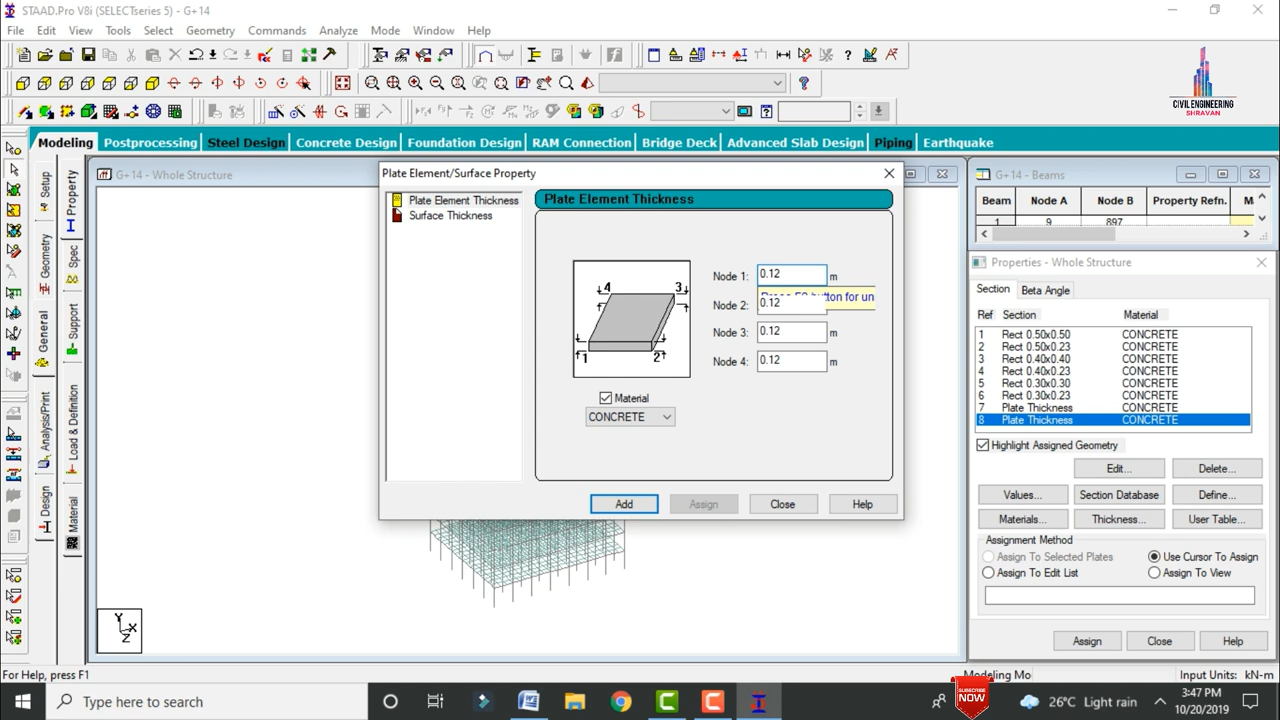 STAAD.Pro V8i (SELECTseries 5) - G+14
File Edit View Tools Select Geometry Commands Analyze Mode Window Help
CIVIL ENGINEERING
SHRAVAN
Modeling Postprocessing Steel Design Concrete Design Foundation Design RAM Connection Bridge Deck Advanced Slab Design Piping Earthquake
G+14 - Whole Structure
Setup
Geometry
General
Analysis/Print
Design
Property
Spec
Support
Load & Definition
Material
Plate Element/Surface Property
Plate Element Thickness
Surface Thickness
Plate Element Thickness
4 3
1 2
Node 1: 0.12 m
button for un
Node 2: 0.12
Node 3: 0.12 m
Node 4: 0.12 m
Material
CONCRETE
Add Assign Close Help
G+14 - Beams
Beam Node A Node B Property Refn.
1 9 897
Properties - Whole Structure
Section Beta Angle
Ref Section Material
1 Rect 0.50x0.50 CONCRETE
2 Rect 0.50x0.23 CONCRETE
3 Rect 0.40x0.40 CONCRETE
4 Rect 0.40x0.23 CONCRETE
5 Rect 0.30x0.30 CONCRETE
6 Rect 0.30x0.23 CONCRETE
7 Plate Thickness CONCRETE
8 Plate Thickness CONCRETE
Highlight Assigned Geometry
Edit... Delete...
Values... Section Database Define...
Materials... Thickness... User Table...
Assignment Method
Assign To Selected Plates Use Cursor To Assign
Assign To Edit List Assign To View
Assign Close Help
Y
X
Z
For Help, press F1
Modeling Mo
Input Units: kN-m
Type here to search
SUBSCRIBE
NOW
26°C Light rain
3:47 PM
10/20/2019